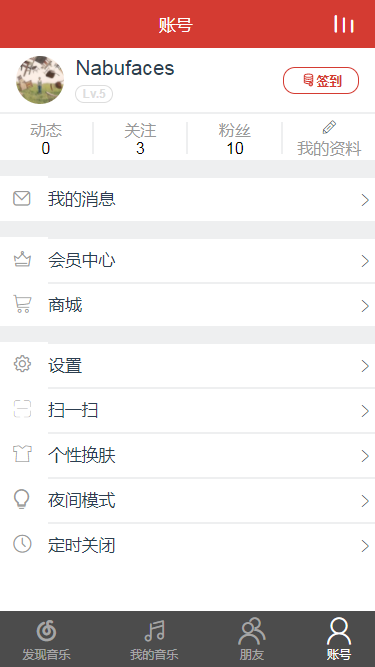 账号
Nabufaces
Lv.5
签到
动态
0
关注
3
粉丝
10
我的资料
我的消息
会员中心
商城
设置
扫一扫
个性换肤
夜间模式
定时关闭
发现音乐
我的音乐
朋友
账号